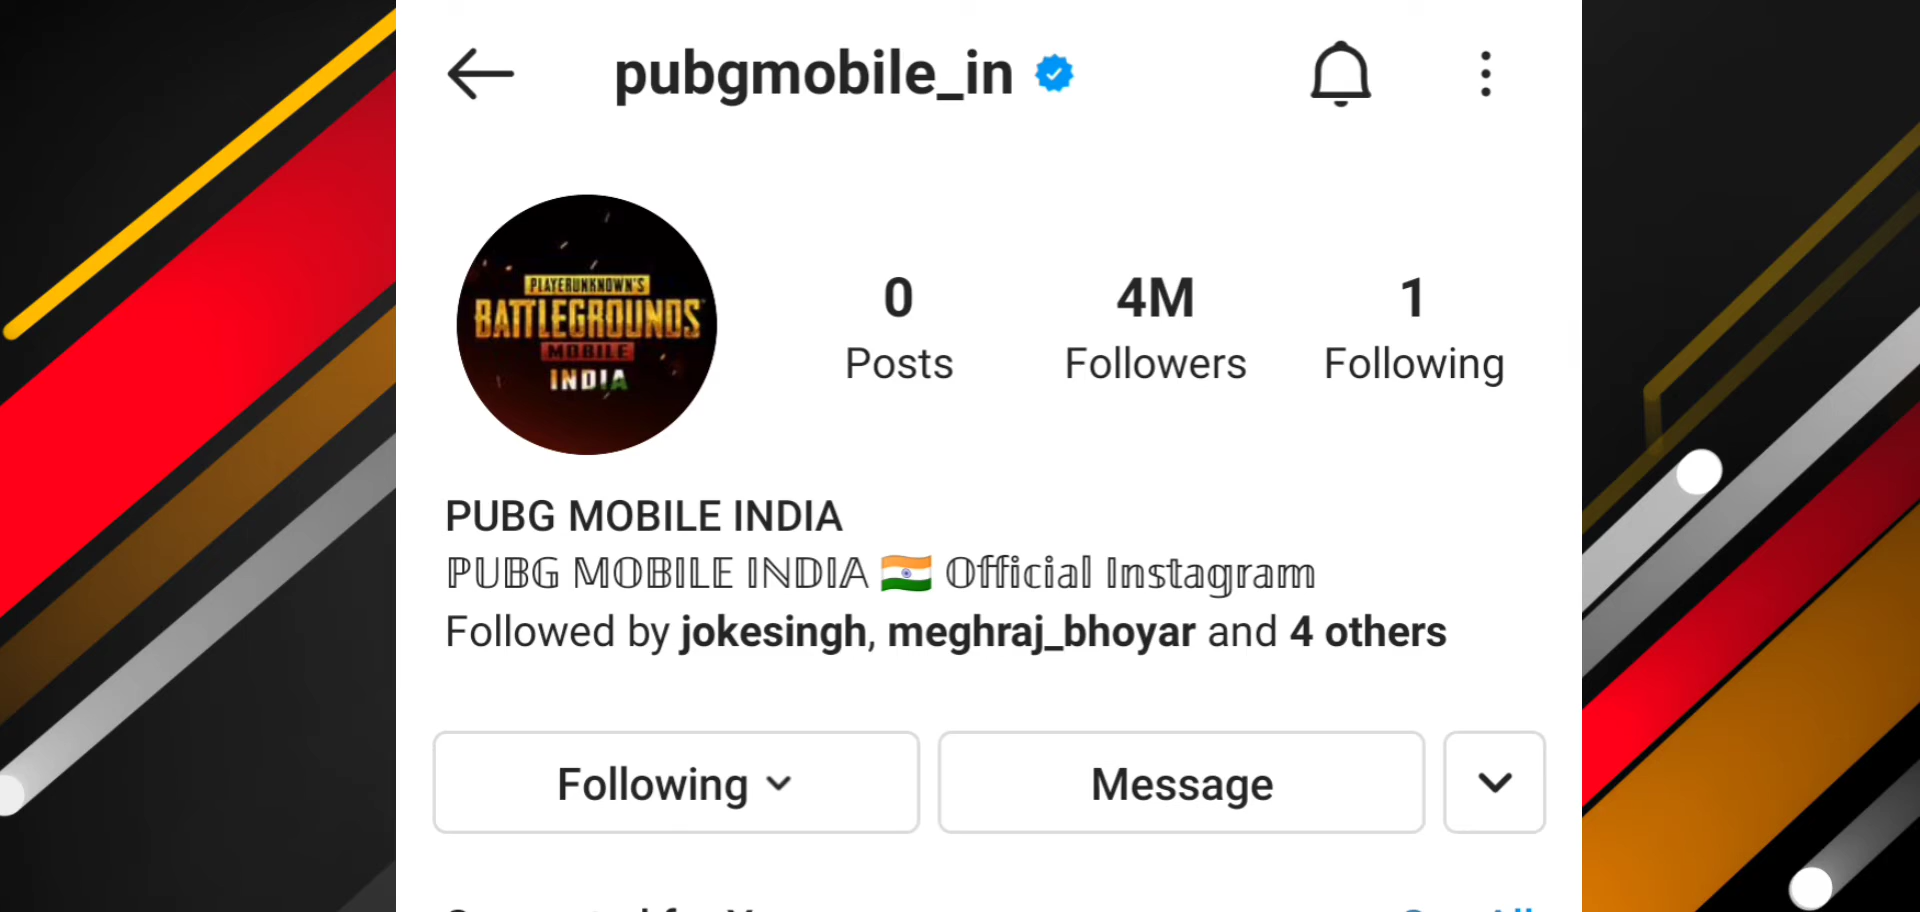 pubgmobile_in
PLAYERUNKNOWN'S
BATTLEGROUNDS
MOBILE
INDIA
0
Posts
4M
Followers
1
Following
PUBG MOBILE INDIA
ℙ𝕌𝔹𝔾 𝕄𝕆𝔹𝕀𝕃𝔼 𝕀ℕ𝔻𝕀𝔸 🇮🇳 𝕆𝕗𝕗𝕚𝕔𝕚𝕒𝕝 𝕀𝕟𝕤𝕥𝕒𝕘𝕣𝕒𝕞
Followed by jokesingh, meghraj_bhoyar and 4 others
Following
Message